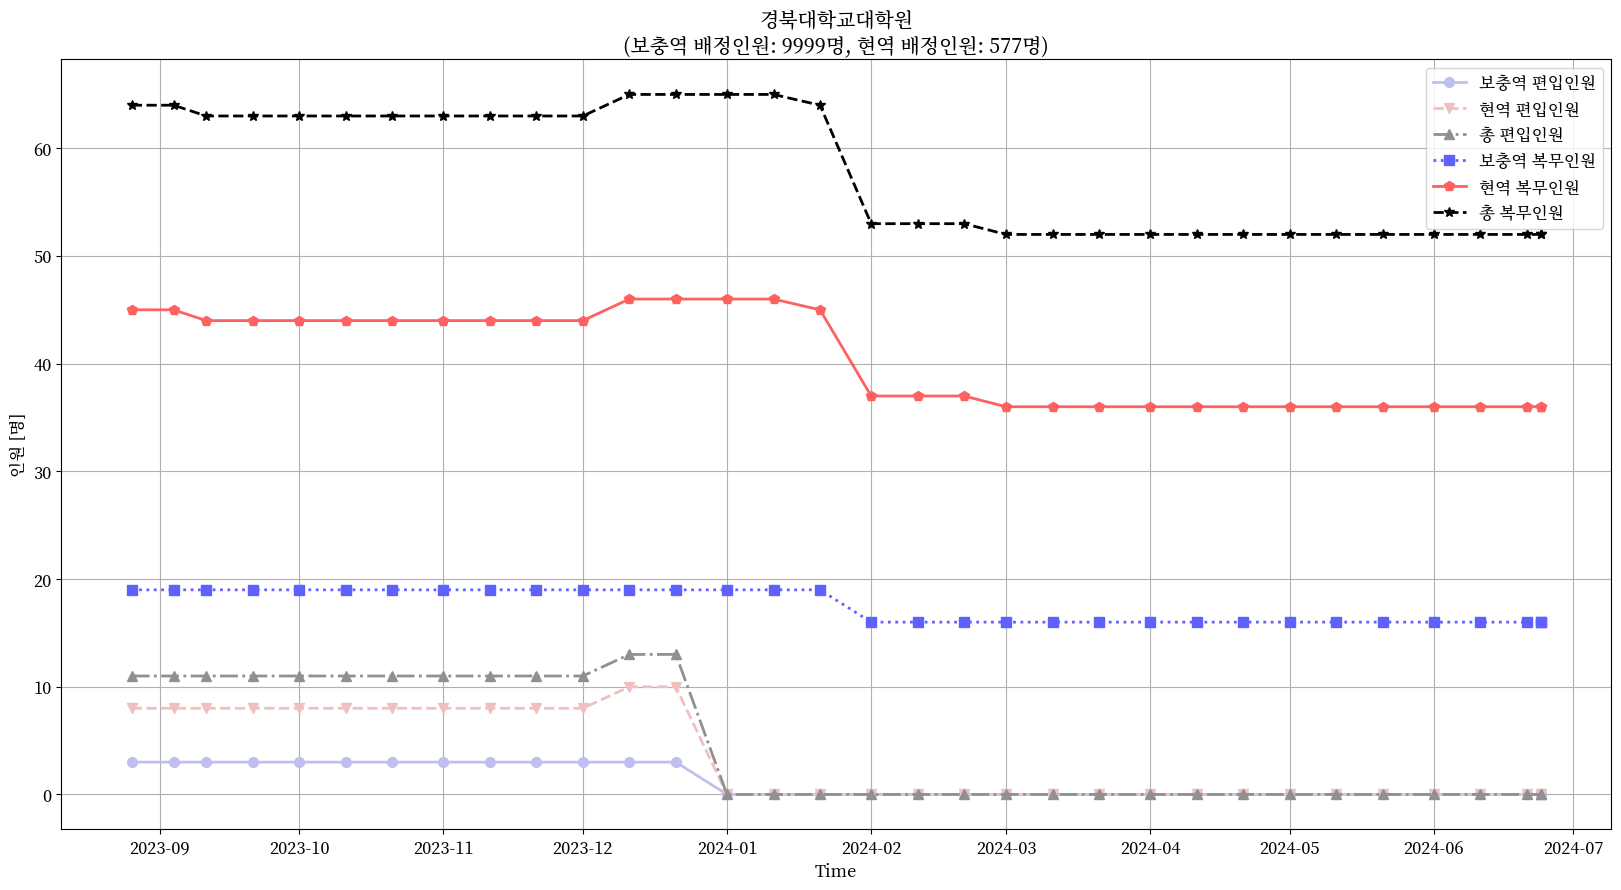 경북대학교대학원
(보충역 배정인원: 9999명, 현역 배정인원: 577명)
보충역 편입인원
현역 편입인원
총 편입인원
보충역 복무인원
현역 복무인원
총 복무인원
인원 [명]
60
50
40
30
20
10
0
2023-09
2023-10
2023-11
2023-12
2024-01
2024-02
2024-03
2024-04
2024-05
2024-06
2024-07
Time